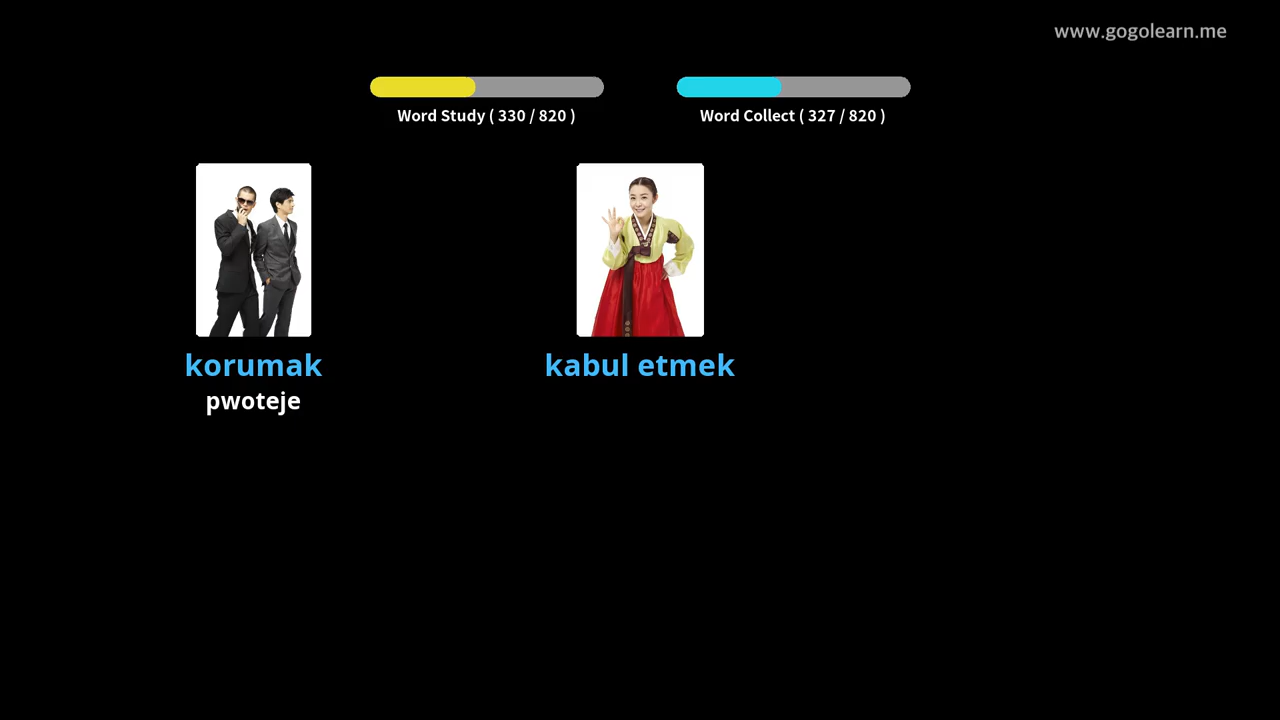 www.gogolearn.me
Word Study ( 330 / 820 )
Word Collect ( 327 / 820 )
korumak
pwoteje
kabul etmek